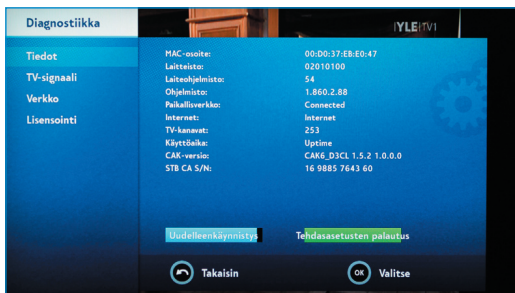 Diagnostiikka
YLE TV1
Tiedot
TV-signaali
Verkko
Lisensointi
MAC-osoite: 00:D0:37:EB:E0:47
Laitteisto: 02010100
Laiteohjelmisto: 54
Ohjelmisto: 1.860.2.88
Paikallisverkko: Connected
Internet: Internet
TV-kanavat: 253
Käyttöaika: Uptime
CAK-versio: CAK6_D3CL 1.5.2 1.0.0.0
STB CA S/N: 16 9885 7643 60
Uudelleenkäynnistys Tehdasasetusten palautus
Takaisin OK Valitse